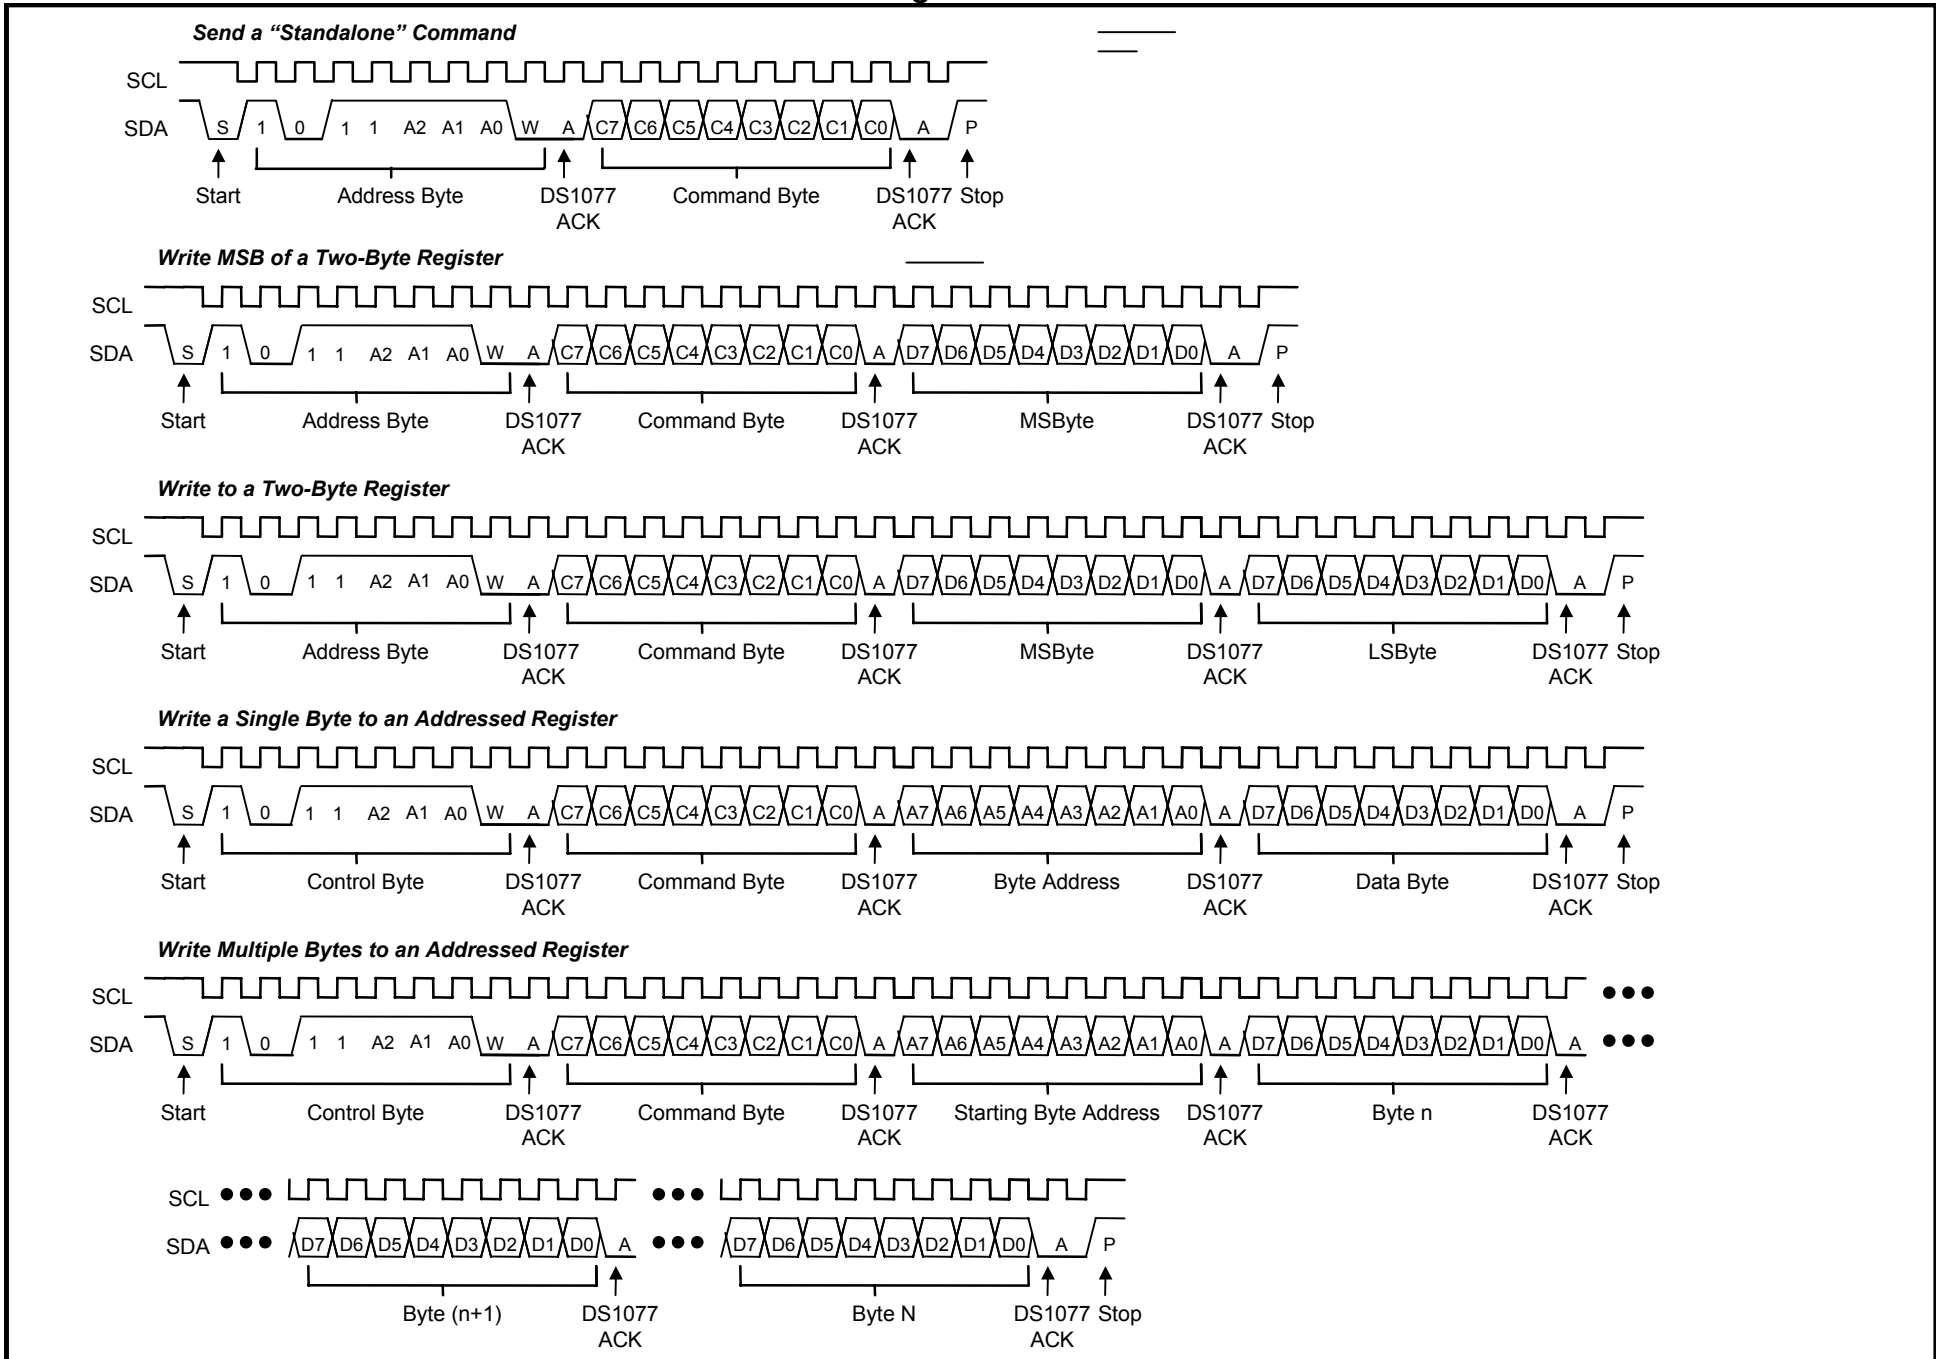 Send a “Standalone” Command
SCL
SDA S 1 0 1 1 A2 A1 A0 W A C7 C6 C5 C4 C3 C2 C1 C0 A P
Start Address Byte DS1077 Command Byte DS1077 Stop
ACK ACK
Write MSB of a Two-Byte Register
SCL
SDA S 1 0 1 1 A2 A1 A0 W A C7 C6 C5 C4 C3 C2 C1 C0 A D7 D6 D5 D4 D3 D2 D1 D0 A P
Start Address Byte DS1077 Command Byte DS1077 MSByte DS1077 Stop
ACK ACK ACK
Write to a Two-Byte Register
SCL
SDA S 1 0 1 1 A2 A1 A0 W A C7 C6 C5 C4 C3 C2 C1 C0 A D7 D6 D5 D4 D3 D2 D1 D0 A D7 D6 D5 D4 D3 D2 D1 D0 A P
Start Address Byte DS1077 Command Byte DS1077 MSByte DS1077 LSByte DS1077 Stop
ACK ACK ACK ACK
Write a Single Byte to an Addressed Register
SCL
SDA S 1 0 1 1 A2 A1 A0 W A C7 C6 C5 C4 C3 C2 C1 C0 A A7 A6 A5 A4 A3 A2 A1 A0 A D7 D6 D5 D4 D3 D2 D1 D0 A P
Start Control Byte DS1077 Command Byte DS1077 Byte Address DS1077 Data Byte DS1077 Stop
ACK ACK ACK ACK
Write Multiple Bytes to an Addressed Register
SCL
SDA S 1 0 1 1 A2 A1 A0 W A C7 C6 C5 C4 C3 C2 C1 C0 A A7 A6 A5 A4 A3 A2 A1 A0 A D7 D6 D5 D4 D3 D2 D1 D0 A
Start Control Byte DS1077 Command Byte DS1077 Starting Byte Address DS1077 Byte n DS1077
ACK ACK ACK ACK
SCL
SDA D7 D6 D5 D4 D3 D2 D1 D0 A D7 D6 D5 D4 D3 D2 D1 D0 A P
Byte (n+1) DS1077 Byte N DS1077 Stop
ACK ACK